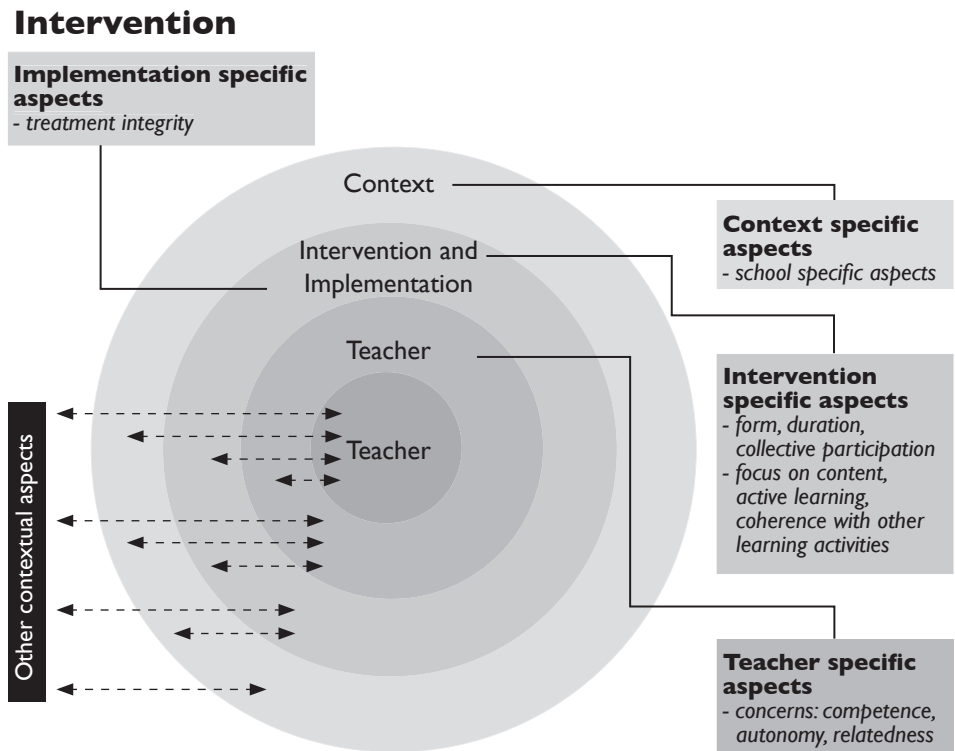 Intervention
Implementation specific
aspects
- treatment integrity
Context
Context specific
aspects
- school specific aspects
Intervention and
Implementation
Teacher
Intervention
specific aspects
- form, duration,
collective participation
- focus on content,
active learning,
coherence with other
learning activities
Teacher
Other contextual aspects
Teacher specific
aspects
- concerns: competence,
autonomy, relatedness